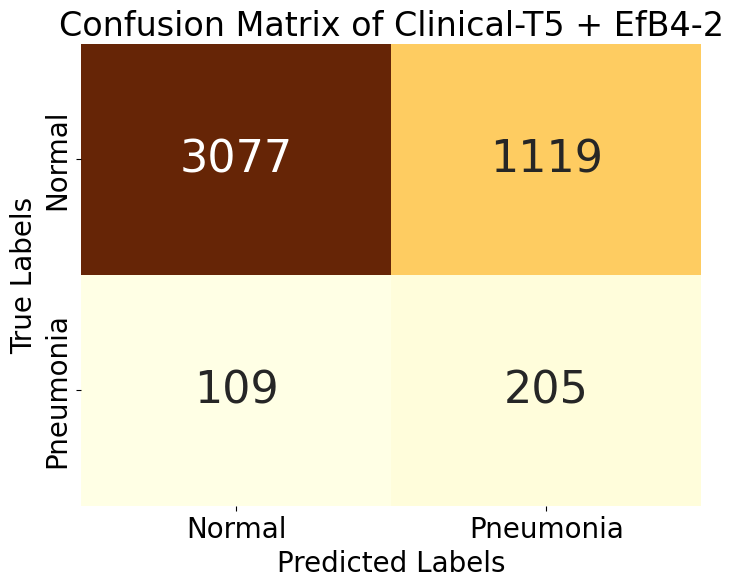 Confusion Matrix of Clinical-T5 + EfB4-2
True Labels
Normal
3077
1119
Pneumonia
109
205
Normal
Pneumonia
Predicted Labels